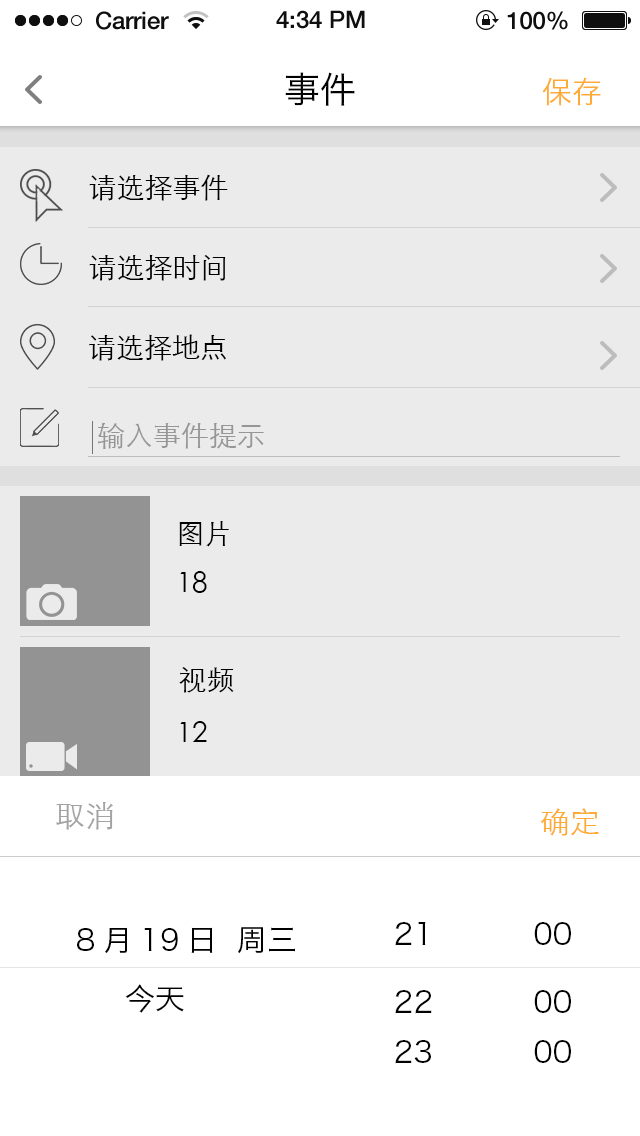 Carrier 4:34 PM 100%
事件 保存
请选择事件
请选择时间
请选择地点
输入事件提示
图片
18
视频
12
取消 确定
8月19日 周三 21 00
今天 22 00
23 00